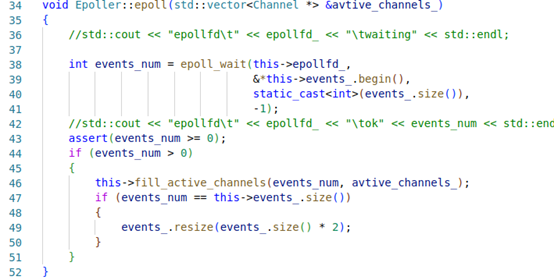 34 void Epoller::epoll(std::vector<Channel *> &avtive_channels_)
35 {
36     //std::cout << "epollfd\t" << epollfd_ << "\twaiting" << std::endl;
37
38     int events_num = epoll_wait(this->epollfd_,
39                                 &*this->events_.begin(),
40                                 static_cast<int>(events_.size()),
41                                 -1);
42     //std::cout << "epollfd\t" << epollfd_ << "\tok" << events_num << std::end
43     assert(events_num >= 0);
44     if (events_num > 0)
45     {
46         this->fill_active_channels(events_num, avtive_channels_);
47         if (events_num == this->events_.size())
48         {
49             events_.resize(events_.size() * 2);
50         }
51     }
52 }